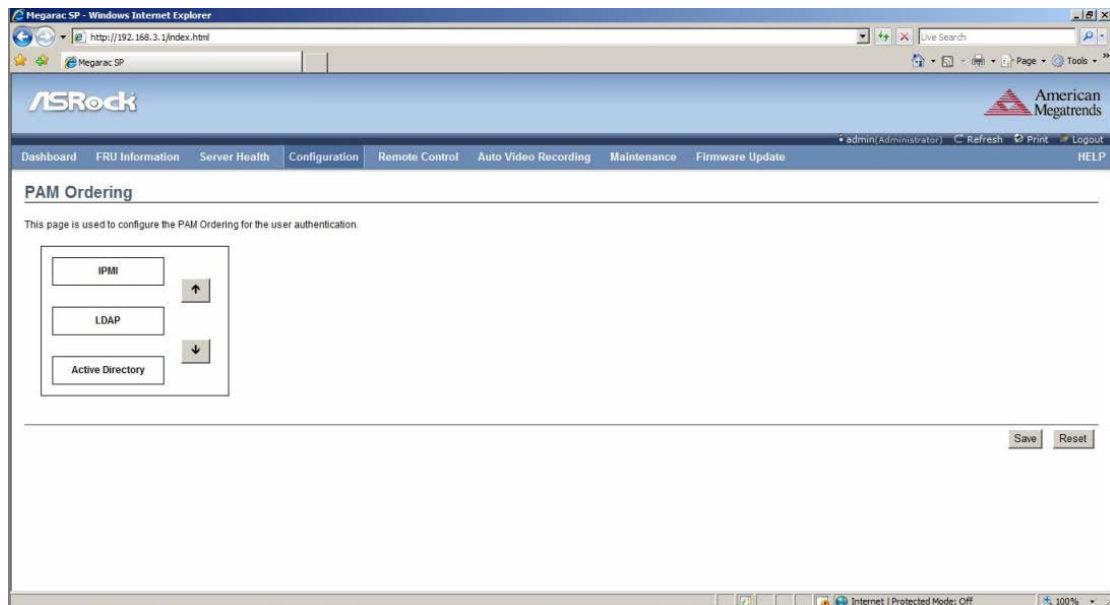 Megarac SP - Windows Internet Explorer
http://192.168.3.1/index.html
Live Search
Megarac SP
Page
Tools
ASRock
American
Megatrends
admin(Administrator) Refresh Print Logout
Dashboard FRU Information Server Health Configuration Remote Control Auto Video Recording Maintenance Firmware Update HELP
PAM Ordering
This page is used to configure the PAM Ordering for the user authentication.
IPMI
LDAP
Active Directory
Save Reset
Internet | Protected Mode: Off 100%